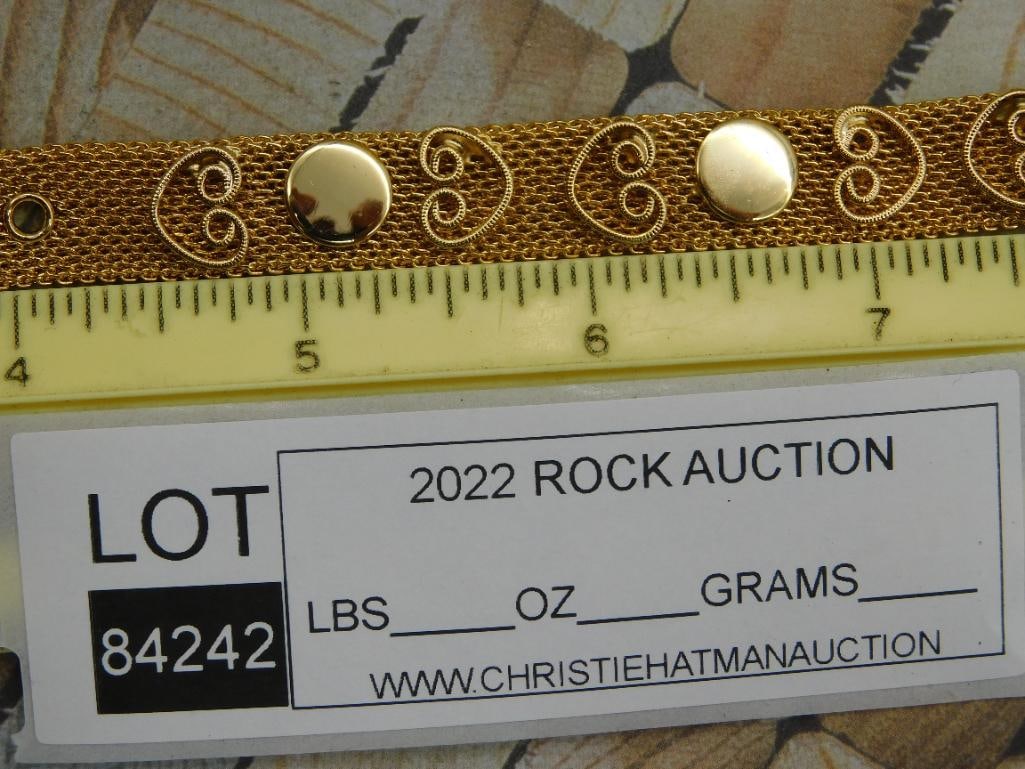 4 5 6 7
LOT
84242
2022 ROCK AUCTION
LBS_____OZ_____GRAMS_____
WWW.CHRISTIEHATMANAUCTION